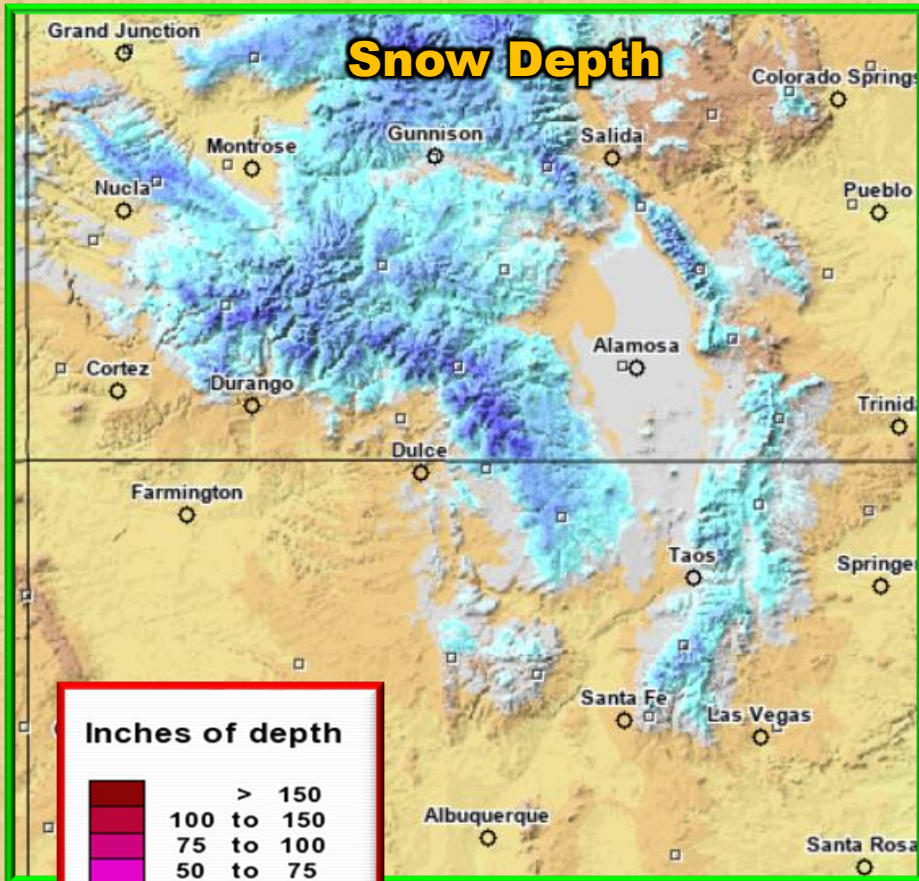 Grand Junction
Snow Depth
Colorado Springs
Montrose
Gunnison
Salida
Nucla
Pueblo
Alamosa
Cortez
Durango
Trinida
Dulce
Farmington
Taos
Springer
Santa Fe
Las Vegas
Inches of depth
> 150
100 to 150
75 to 100
50 to 75
Albuquerque
Santa Rosa